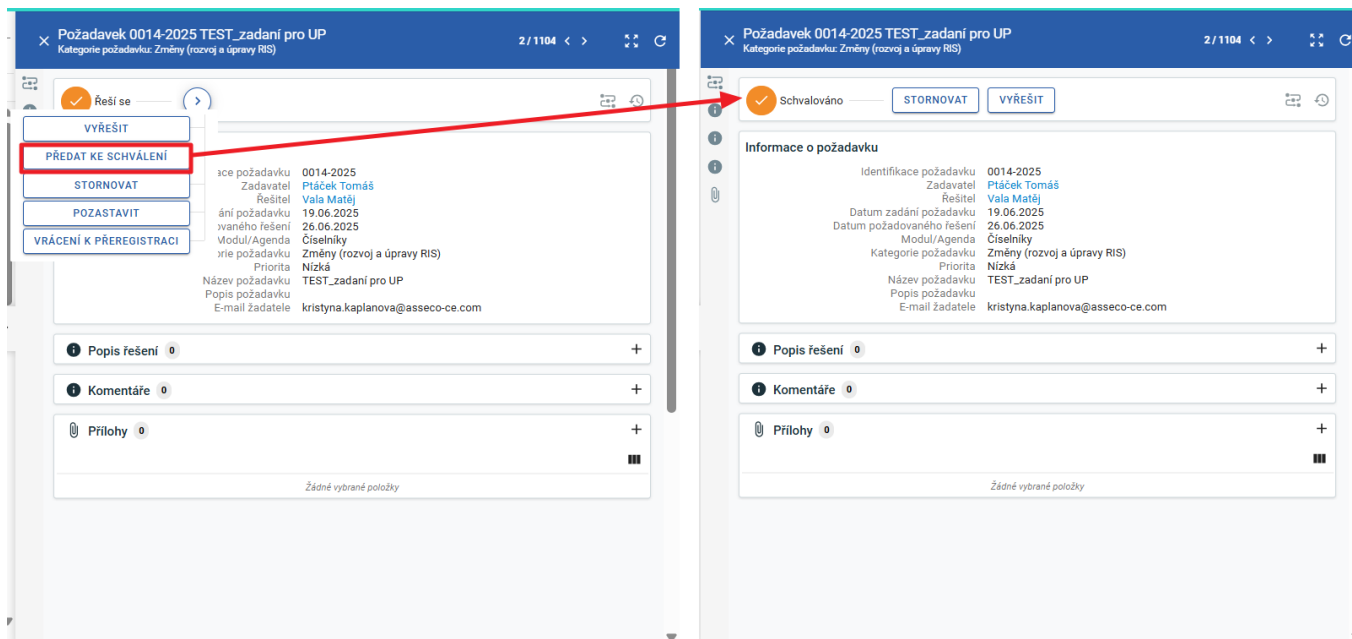 Požadavek 0014-2025 TEST_zadaní pro UP
Kategorie požadavku: Změny (rozvoj a úpravy RIS)
2 / 1104
Řeší se
VYŘEŠIT
PŘEDAT KE SCHVÁLENÍ
STORNOVAT
POZASTAVIT
VRÁCENÍ K PŘEREGISTRACI
ace požadavku 0014-2025
Zadavatel Ptáček Tomáš
Řešitel Vala Matěj
ání požadavku 19.06.2025
ovaného řešení 26.06.2025
Modul/Agenda Číselníky
orie požadavku Změny (rozvoj a úpravy RIS)
Priorita Nízká
Název požadavku TEST_zadaní pro UP
Popis požadavku
E-mail žadatele kristyna.kaplanova@asseco-ce.com
Popis řešení 0
Komentáře 0
Přílohy 0
Žádné vybrané položky
Požadavek 0014-2025 TEST_zadaní pro UP
Kategorie požadavku: Změny (rozvoj a úpravy RIS)
2 / 1104
Schvalováno STORNOVAT VYŘEŠIT
Informace o požadavku
Identifikace požadavku 0014-2025
Zadavatel Ptáček Tomáš
Řešitel Vala Matěj
Datum zadání požadavku 19.06.2025
Datum požadovaného řešení 26.06.2025
Modul/Agenda Číselníky
Kategorie požadavku Změny (rozvoj a úpravy RIS)
Priorita Nízká
Název požadavku TEST_zadaní pro UP
Popis požadavku
E-mail žadatele kristyna.kaplanova@asseco-ce.com
Popis řešení 0
Komentáře 0
Přílohy 0
Žádné vybrané položky